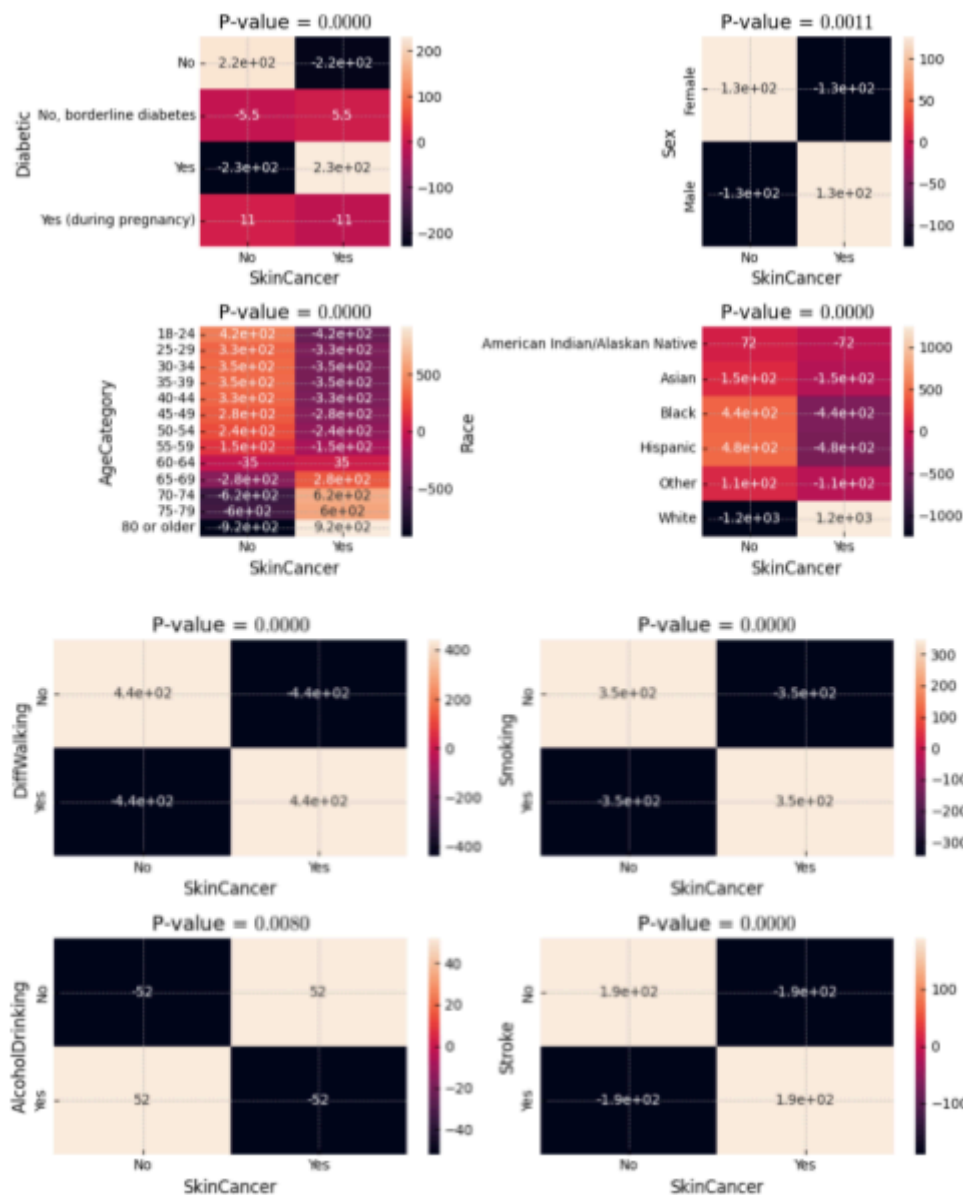 P-value = 0.0000
No
2.2e+02 -2.2e+02
No, borderline diabetes
-5.5 5.5
Yes
-2.3e+02 2.3e+02
Yes (during pregnancy)
11 -11
Diabetic
200
100
0
−100
−200
No Yes
SkinCancer
P-value = 0.0011
Female
1.3e+02 -1.3e+02
Male
-1.3e+02 1.3e+02
Sex
100
50
0
−50
−100
No Yes
SkinCancer
P-value = 0.0000
18-24 4.2e+02 -4.2e+02
25-29 3.3e+02 -3.3e+02
30-34 3.5e+02 -3.5e+02
35-39 3.5e+02 -3.5e+02
40-44 3.3e+02 -3.3e+02
45-49 2.8e+02 -2.8e+02
50-54 2.4e+02 -2.4e+02
55-59 1.5e+02 -1.5e+02
60-64 -35 35
65-69 -2.8e+02 2.8e+02
70-74 -6.2e+02 6.2e+02
75-79 -6e+02 6e+02
80 or older -9.2e+02 9.2e+02
AgeCategory
500
0
−500
No Yes
SkinCancer
P-value = 0.0000
American Indian/Alaskan Native 72 -72
Asian 1.5e+02 -1.5e+02
Black 4.4e+02 -4.4e+02
Hispanic 4.8e+02 -4.8e+02
Other 1.1e+02 -1.1e+02
White -1.2e+03 1.2e+03
Race
1000
500
0
−500
−1000
No Yes
SkinCancer
P-value = 0.0000
No 4.4e+02 -4.4e+02
Yes -4.4e+02 4.4e+02
DiffWalking
400
200
0
−200
−400
No Yes
SkinCancer
P-value = 0.0000
No 3.5e+02 -3.5e+02
Yes -3.5e+02 3.5e+02
Smoking
300
200
100
0
−100
−200
−300
No Yes
SkinCancer
P-value = 0.0080
No -52 52
Yes 52 -52
AlcoholDrinking
40
20
0
−20
−40
No Yes
SkinCancer
P-value = 0.0000
No 1.9e+02 -1.9e+02
Yes -1.9e+02 1.9e+02
Stroke
100
0
−100
No Yes
SkinCancer